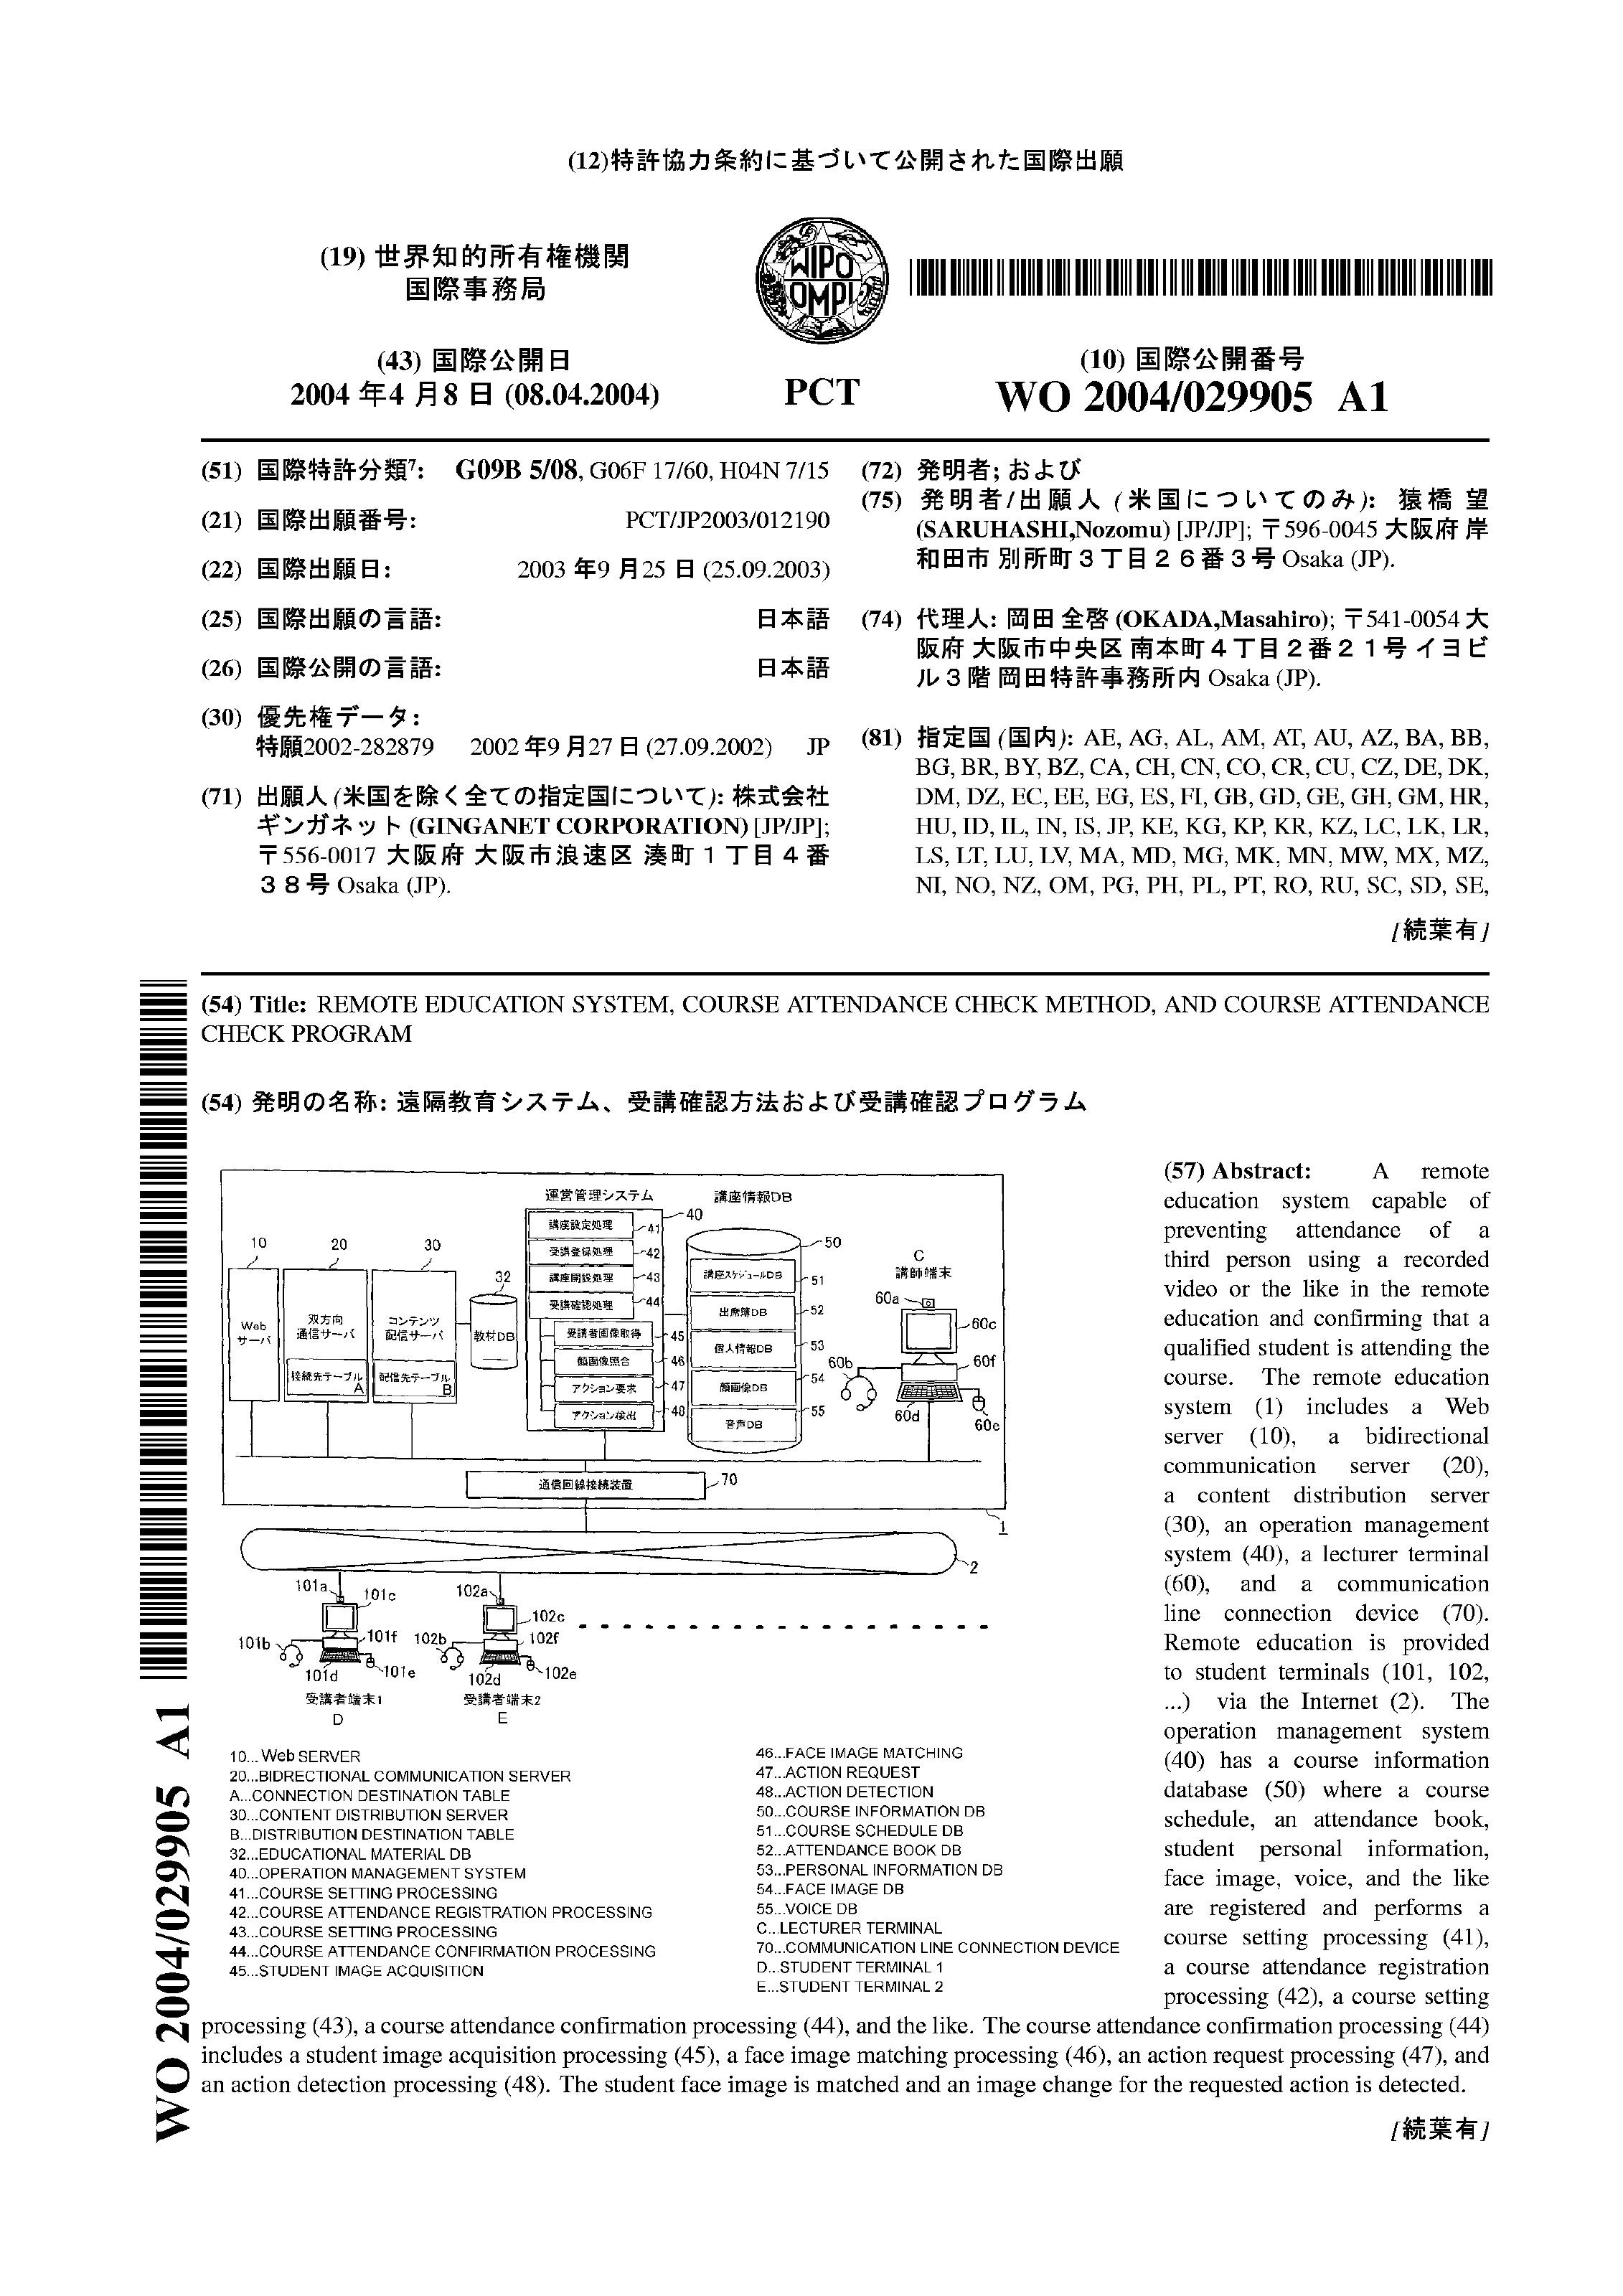 (12)特許協力条約に基づいて公開された国際出願
(19) 世界知的所有権機関
国際事務局
WIPO
OMPI
(43) 国際公開日
2004 年4 月8 日 (08.04.2004)
PCT
(10) 国際公開番号
WO 2004/029905 A1
(51) 国際特許分類7: G09B 5/08, G06F 17/60, H04N 7/15
(21) 国際出願番号: PCT/JP2003/012190
(22) 国際出願日: 2003 年9 月25 日 (25.09.2003)
(25) 国際出願の言語: 日本語
(26) 国際公開の言語: 日本語
(30) 優先権データ:
特願2002-282879 2002 年9 月27 日 (27.09.2002) JP
(71) 出願人 (米国を除く全ての指定国について): 株式会社
ギンガネット (GINGANET CORPORATION) [JP/JP];
〒556-0017 大阪府 大阪市浪速区 湊町１丁目４番
３８号 Osaka (JP).
(72) 発明者; および
(75) 発明者/出願人 (米国についてのみ): 猿橋 望
(SARUHASHI,Nozomu) [JP/JP]; 〒596-0045 大阪府 岸
和田市 別所町３丁目２６番３号 Osaka (JP).
(74) 代理人: 岡田 全啓 (OKADA,Masahiro); 〒541-0054 大
阪府 大阪市中央区 南本町４丁目２番２１号 イヨビ
ル３階 岡田特許事務所内 Osaka (JP).
(81) 指定国 (国内): AE, AG, AL, AM, AT, AU, AZ, BA, BB,
BG, BR, BY, BZ, CA, CH, CN, CO, CR, CU, CZ, DE, DK,
DM, DZ, EC, EE, EG, ES, FI, GB, GD, GE, GH, GM, HR,
HU, ID, IL, IN, IS, JP, KE, KG, KP, KR, KZ, LC, LK, LR,
LS, LT, LU, LV, MA, MD, MG, MK, MN, MW, MX, MZ,
NI, NO, NZ, OM, PG, PH, PL, PT, RO, RU, SC, SD, SE,
[続葉有]
(54) Title: REMOTE EDUCATION SYSTEM, COURSE ATTENDANCE CHECK METHOD, AND COURSE ATTENDANCE
CHECK PROGRAM
(54) 発明の名称: 遠隔教育システム、受講確認方法および受講確認プログラム
運営管理システム
講座情報DB
40
講座設定処理
41
受講登録処理
42
講座開設処理
43
受講確認処理
44
受講者画像取得
45
顔画像照合
46
アクション要求
47
アクション検出
48
10
Web
サーバ
20
双方向
通信サーバ
接続先テーブル
A
30
コンテンツ
配信サーバ
配信先テーブル
B
32
教材DB
50
講座スケジュールDB
51
出席簿DB
52
個人情報DB
53
顔画像DB
54
音声DB
55
C
講師端末
60a
60c
60b
60f
60d
60e
通信回線接続装置
70
1
2
101a
101c
101b
101f
101d
101e
受講者端末1
D
102a
102c
102b
102f
102d
102e
受講者端末2
E
10...Web SERVER
20...BIDRECTIONAL COMMUNICATION SERVER
A...CONNECTION DESTINATION TABLE
30...CONTENT DISTRIBUTION SERVER
B...DISTRIBUTION DESTINATION TABLE
32...EDUCATIONAL MATERIAL DB
40...OPERATION MANAGEMENT SYSTEM
41...COURSE SETTING PROCESSING
42...COURSE ATTENDANCE REGISTRATION PROCESSING
43...COURSE SETTING PROCESSING
44...COURSE ATTENDANCE CONFIRMATION PROCESSING
45...STUDENT IMAGE ACQUISITION
46...FACE IMAGE MATCHING
47...ACTION REQUEST
48...ACTION DETECTION
50...COURSE INFORMATION DB
51...COURSE SCHEDULE DB
52...ATTENDANCE BOOK DB
53...PERSONAL INFORMATION DB
54...FACE IMAGE DB
55...VOICE DB
C...LECTURER TERMINAL
70...COMMUNICATION LINE CONNECTION DEVICE
D...STUDENT TERMINAL 1
E...STUDENT TERMINAL 2
(57) Abstract: A remote
education system capable of
preventing attendance of a
third person using a recorded
video or the like in the remote
education and confirming that a
qualified student is attending the
course. The remote education
system (1) includes a Web
server (10), a bidirectional
communication server (20),
a content distribution server
(30), an operation management
system (40), a lecturer terminal
(60), and a communication
line connection device (70).
Remote education is provided
to student terminals (101, 102,
...) via the Internet (2). The
operation management system
(40) has a course information
database (50) where a course
schedule, an attendance book,
student personal information,
face image, voice, and the like
are registered and performs a
course setting processing (41),
a course attendance registration
processing (42), a course setting
processing (43), a course attendance confirmation processing (44), and the like. The course attendance confirmation processing (44)
includes a student image acquisition processing (45), a face image matching processing (46), an action request processing (47), and
an action detection processing (48). The student face image is matched and an image change for the requested action is detected.
[続葉有]
WO 2004/029905 A1